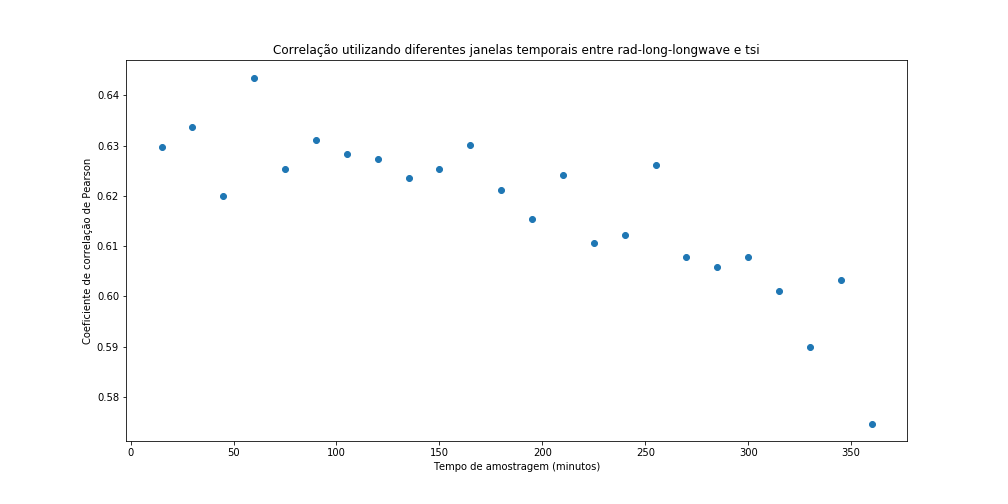 Correlação utilizando diferentes janelas temporais entre rad-long-longwave e tsi
Coeficiente de correlação de Pearson
0.64
0.63
0.62
0.61
0.60
0.59
0.58
0 50 100 150 200 250 300 350
Tempo de amostragem (minutos)